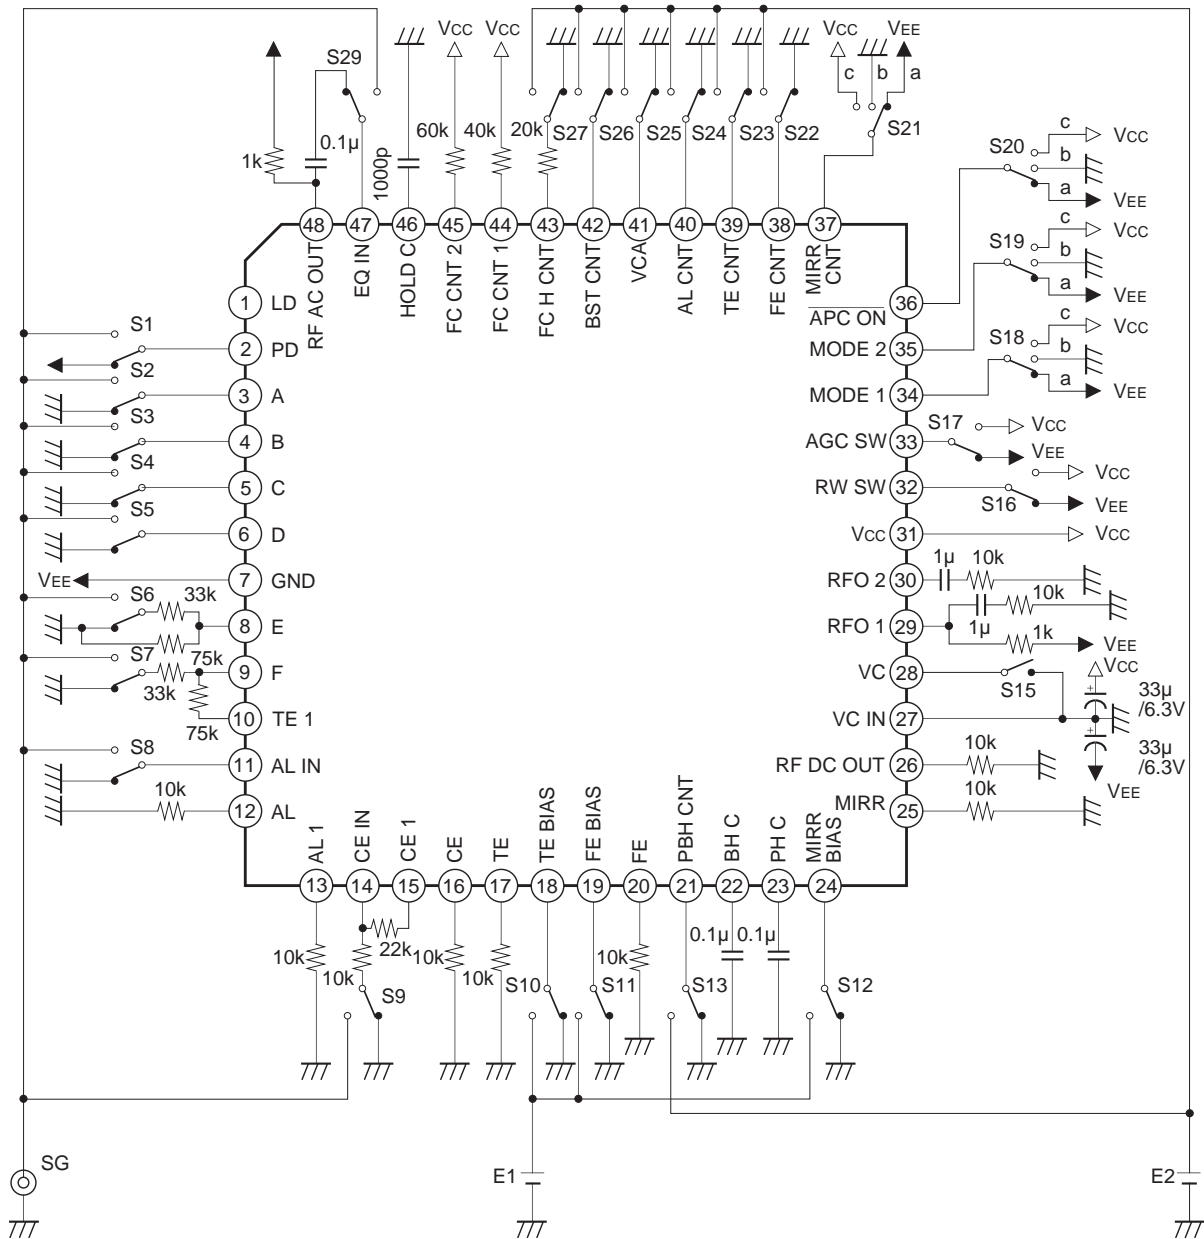 VCC VCC VCC VEE
S29 c b a
60k 40k 20k S27 S26 S25 S24 S23 S22 S21
1k 0.1µ 1000p
S20 c VCC
b
a VEE
S19 c VCC
b
a VEE
S18 c VCC
b
a VEE
48 47 46 45 44 43 42 41 40 39 38 37
RF AC OUT
EQ IN
HOLD C
FC CNT 2
FC CNT 1
FC H CNT
BST CNT
VCA
AL CNT
TE CNT
FE CNT
MIRR
CNT
1 LD
S1
2 PD
S2
3 A
S3
4 B
S4
5 C
S5
6 D
VEE 7 GND
S6 33k
8 E
75k
S7
33k
9 F
75k
10 TE 1
S8
11 AL IN
10k
12 AL
APC ON 36
MODE 2 35
MODE 1 34
AGC SW 33 S17 VCC
VEE
RW SW 32 S16 VCC
VEE
VCC 31 VCC
RFO 2 30 1µ 10k
RFO 1 29 1µ 10k
1k VEE
VC 28 S15 VCC
+ 33µ
/6.3V
VC IN 27
+ 33µ
/6.3V
VEE
RF DC OUT 26 10k
MIRR 25 10k
AL 1
CE IN
CE 1
CE
TE
TE BIAS
FE BIAS
FE
PBH CNT
BH C
PH C
MIRR
BIAS
13 14 15 16 17 18 19 20 21 22 23 24
10k 10k 22k 10k 10k 10k 0.1µ 0.1µ
S9 S10 S11 S13 S12
SG E1 E2